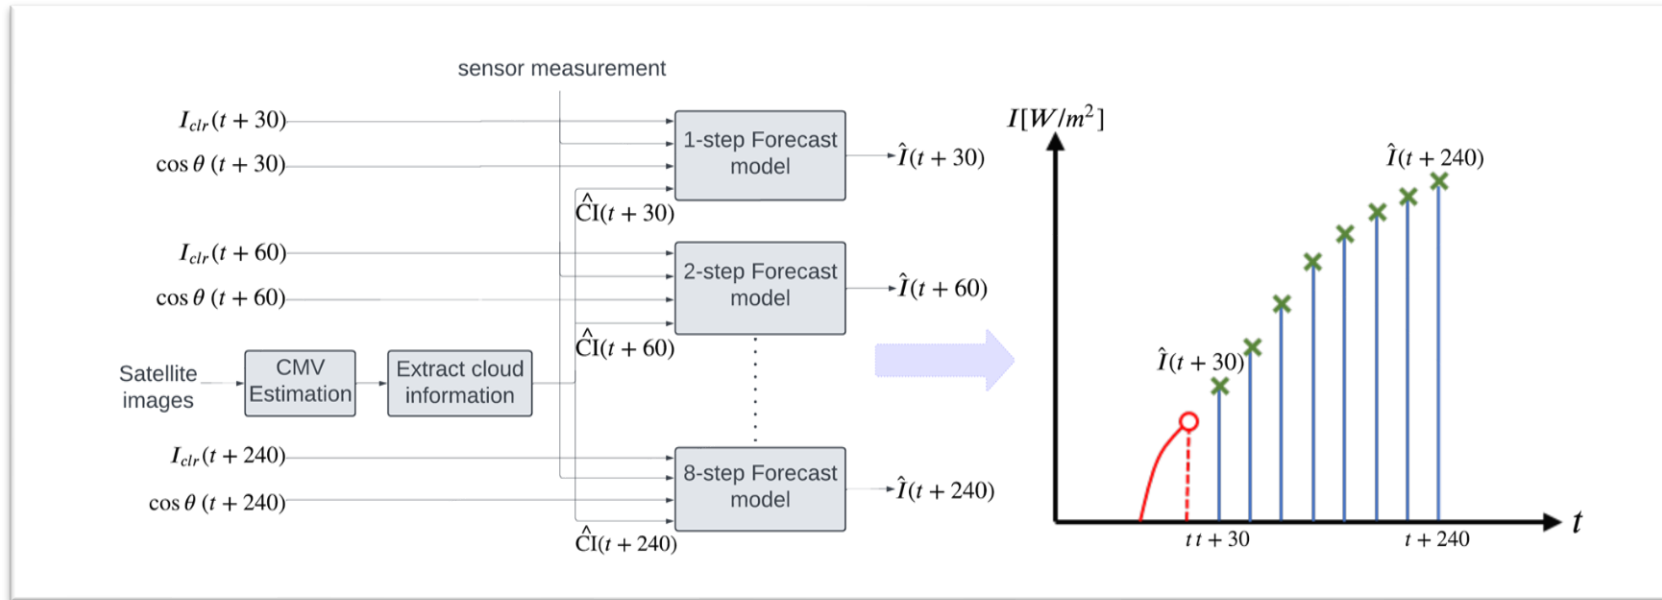 sensor measurement
I_clr(t + 30)
cos θ (t + 30)
1-step Forecast
model
Î(t + 30)
ĈI(t + 30)
I_clr(t + 60)
cos θ (t + 60)
2-step Forecast
model
Î(t + 60)
ĈI(t + 60)
Satellite
images
CMV
Estimation
Extract cloud
information
I_clr(t + 240)
cos θ (t + 240)
8-step Forecast
model
Î(t + 240)
ĈI(t + 240)
I[W/m²]
Î(t + 240)
Î(t + 30)
t
t t + 30
t + 240